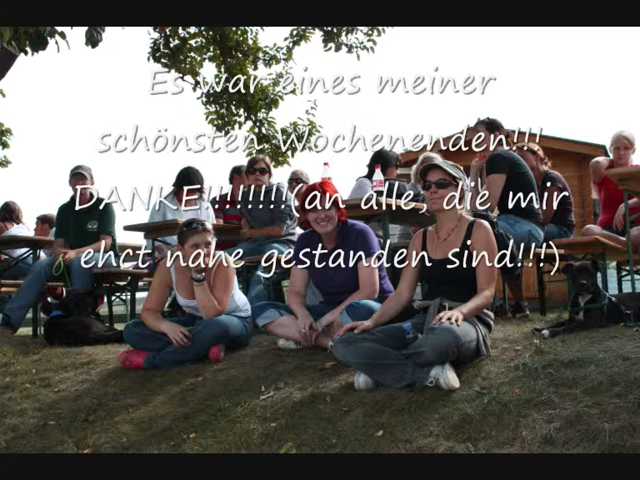 Es war eines meiner
schönsten Wochenenden!!!
DANKE!!!!!!!!(an alle, die mir
ehct nahe gestanden sind!!!)